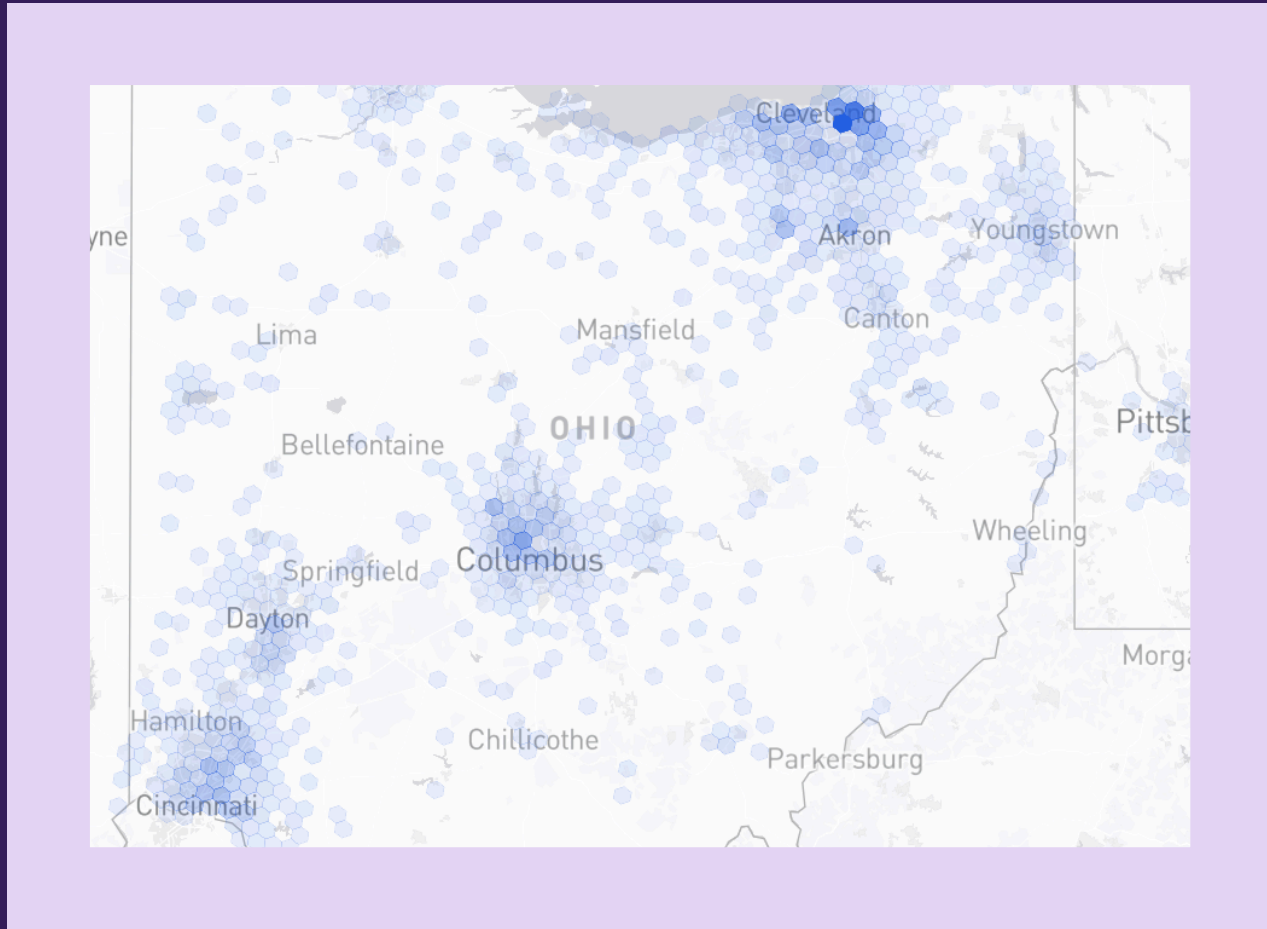 Cleveland
yne
Akron
Youngstown
Lima
Mansfield
Canton
OHIO
Bellefontaine
Pittsb
Wheeling
Columbus
Springfield
Dayton
Morga
Hamilton
Chillicothe
Parkersburg
Cincinnati